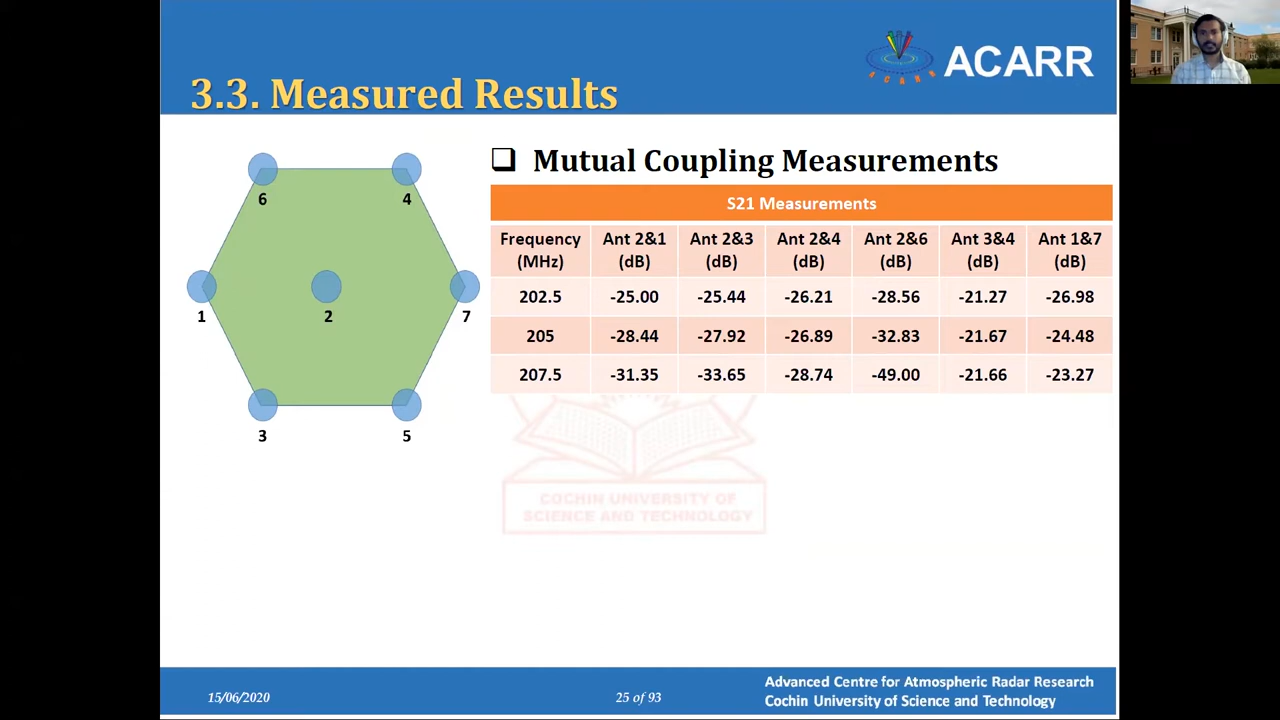 ACARR
A C A R R
3.3. Measured Results
❑ Mutual Coupling Measurements
6
4
1
2
7
3
5
S21 Measurements
Frequency (MHz) Ant 2&1 (dB) Ant 2&3 (dB) Ant 2&4 (dB) Ant 2&6 (dB) Ant 3&4 (dB) Ant 1&7 (dB)
202.5 -25.00 -25.44 -26.21 -28.56 -21.27 -26.98
205 -28.44 -27.92 -26.89 -32.83 -21.67 -24.48
207.5 -31.35 -33.65 -28.74 -49.00 -21.66 -23.27
COCHIN UNIVERSITY OF
SCIENCE AND TECHNOLOGY
15/06/2020
25 of 93
Advanced Centre for Atmospheric Radar Research
Cochin University of Science and Technology